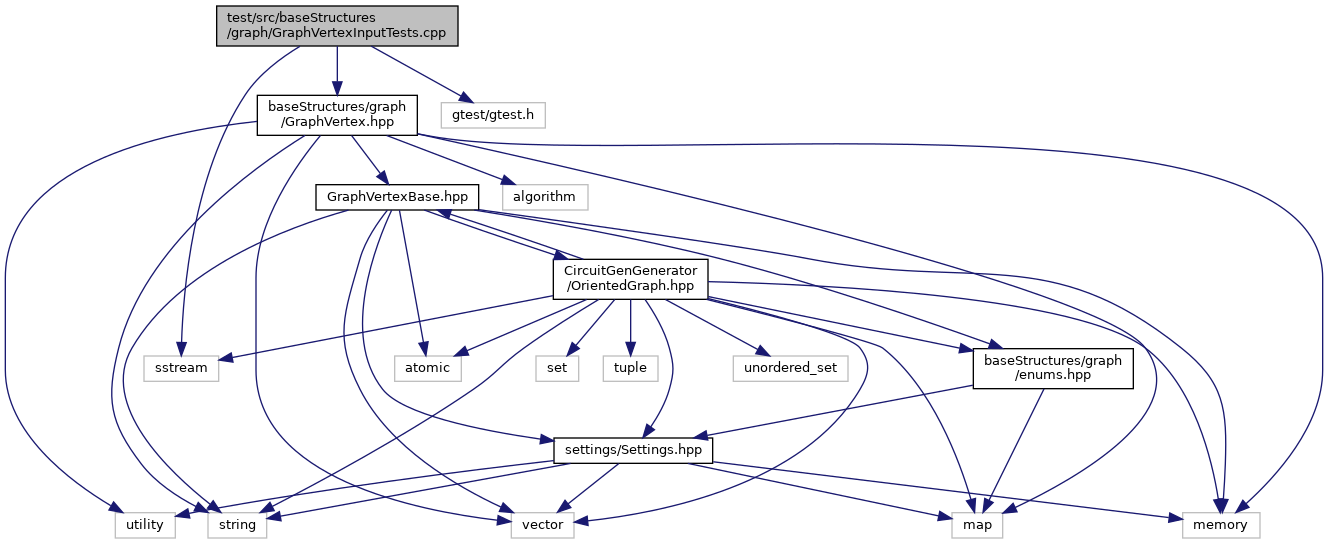 test/src/baseStructures
/graph/GraphVertexInputTests.cpp
baseStructures/graph
/GraphVertex.hpp
gtest/gtest.h
GraphVertexBase.hpp
algorithm
CircuitGenGenerator
/OrientedGraph.hpp
sstream
atomic
set
tuple
unordered_set
baseStructures/graph
/enums.hpp
settings/Settings.hpp
utility
string
vector
map
memory